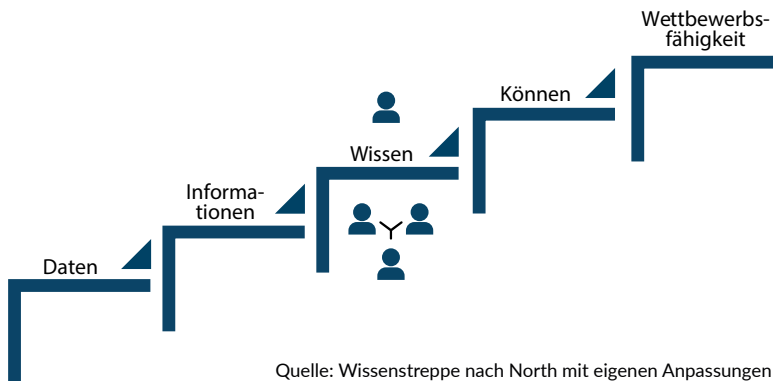 Wettbewerbs-
fähigkeit
Können
Wissen
Informa-
tionen
Daten
Quelle: Wissenstreppe nach North mit eigenen Anpassungen